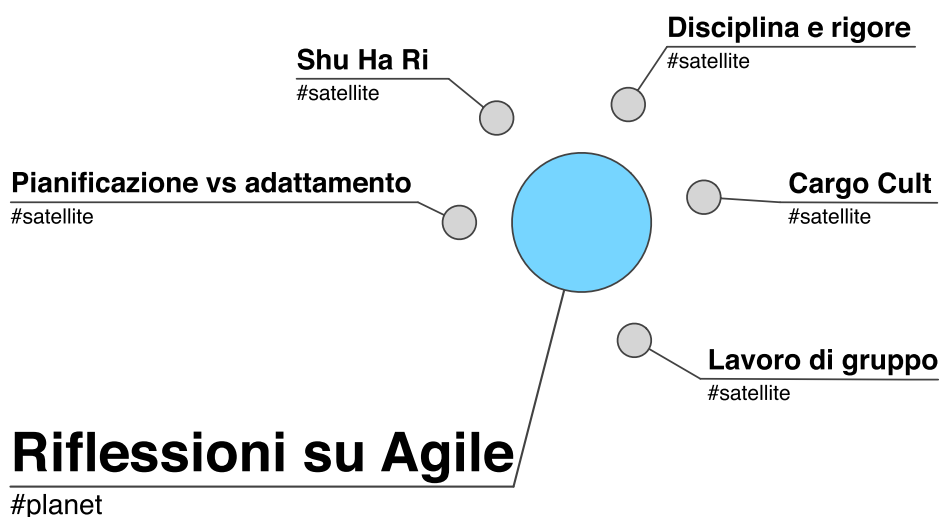 Disciplina e rigore
#satellite
Shu Ha Ri
#satellite
Pianificazione vs adattamento
#satellite
Cargo Cult
#satellite
Lavoro di gruppo
#satellite
Riflessioni su Agile
#planet